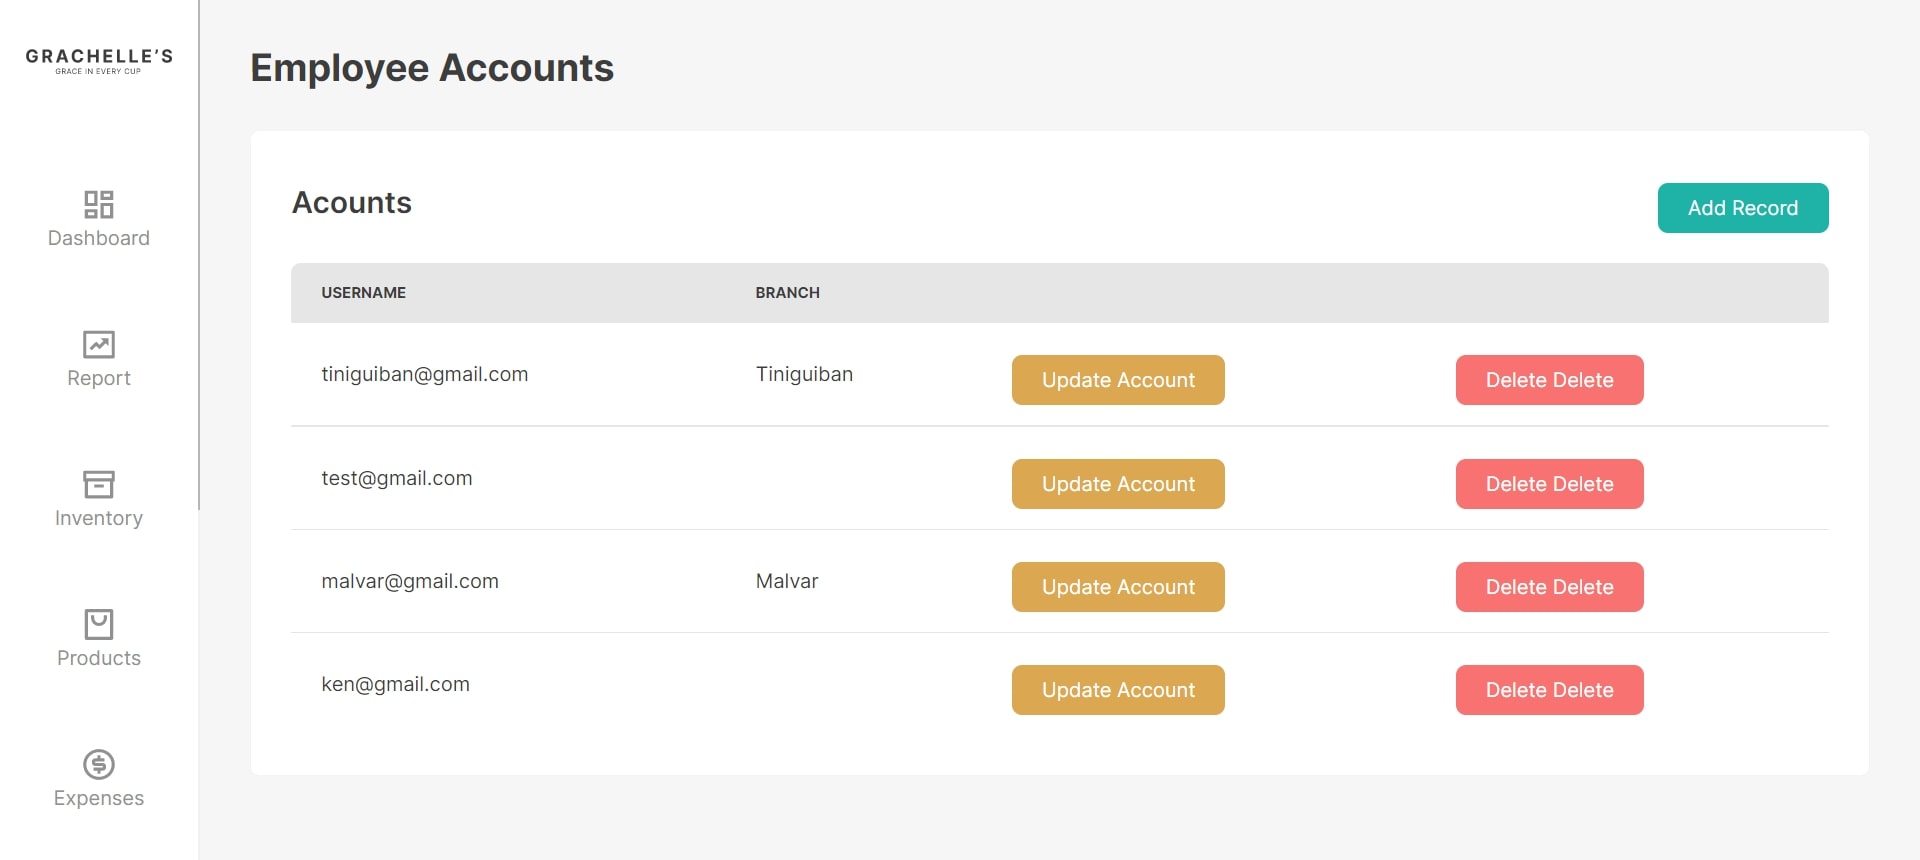 GRACHELLE'S
GRACE IN EVERY CUP
Dashboard
Report
Inventory
Products
Expenses
Employee Accounts
Acounts
Add Record
USERNAME BRANCH
tiniguiban@gmail.com Tiniguiban Update Account Delete Delete
test@gmail.com Update Account Delete Delete
malvar@gmail.com Malvar Update Account Delete Delete
ken@gmail.com Update Account Delete Delete